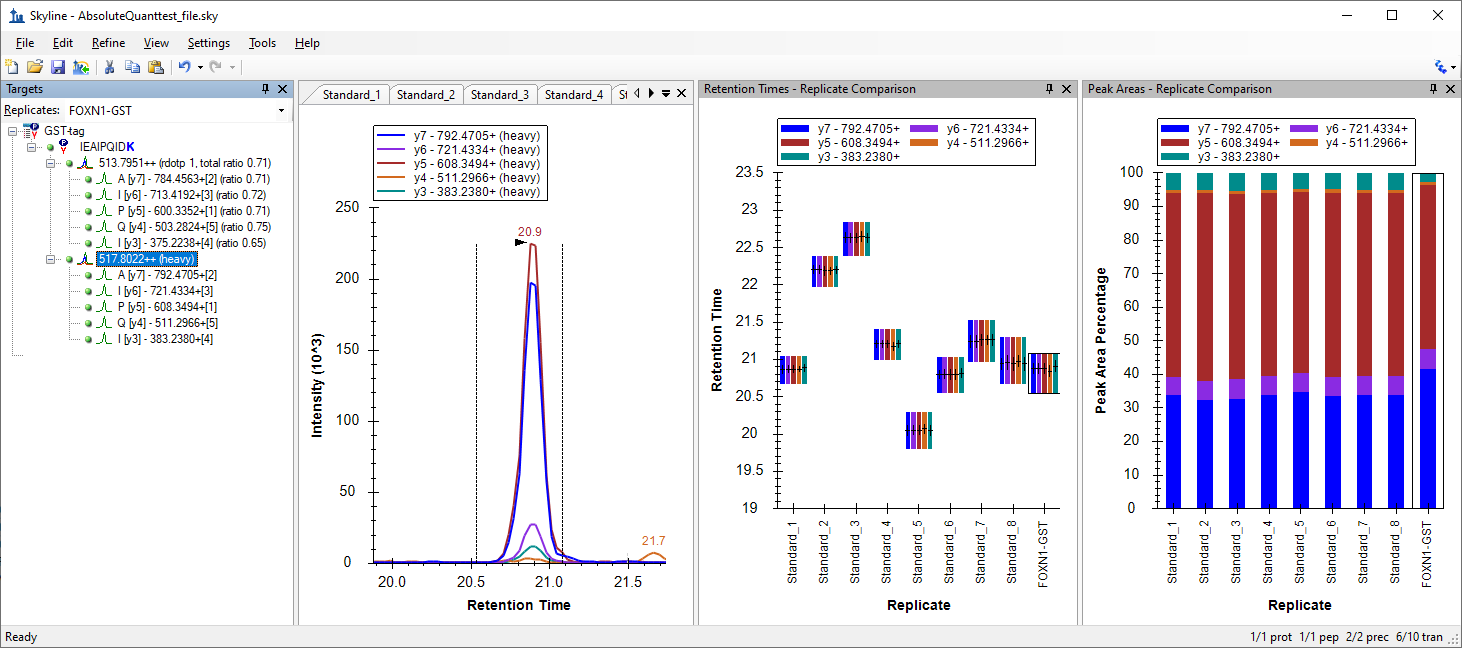 Skyline - AbsoluteQuanttest_file.sky
File Edit Refine View Settings Tools Help
Targets
Replicates: FOXN1-GST
GST-tag
IEAIPQIDK
513.7951++ (rdotp 1, total ratio 0.71)
A [y7] - 784.4563+[2] (ratio 0.71)
I [y6] - 713.4192+[3] (ratio 0.72)
P [y5] - 600.3352+[1] (ratio 0.71)
Q [y4] - 503.2824+[5] (ratio 0.75)
I [y3] - 375.2238+[4] (ratio 0.65)
517.8022++ (heavy)
A [y7] - 792.4705+[2]
I [y6] - 721.4334+[3]
P [y5] - 608.3494+[1]
Q [y4] - 511.2966+[5]
I [y3] - 383.2380+[4]
Standard_1 Standard_2 Standard_3 Standard_4 St
y7 - 792.4705+ (heavy)
y6 - 721.4334+ (heavy)
y5 - 608.3494+ (heavy)
y4 - 511.2966+ (heavy)
y3 - 383.2380+ (heavy)
Intensity (10^3)
250
200
150
100
50
0
20.9
21.7
20.0 20.5 21.0 21.5
Retention Time
Retention Times - Replicate Comparison
y7 - 792.4705+ y6 - 721.4334+
y5 - 608.3494+ y4 - 511.2966+
y3 - 383.2380+
Retention Time
23.5
23
22.5
22
21.5
21
20.5
20
19.5
19
Standard_1
Standard_2
Standard_3
Standard_4
Standard_5
Standard_6
Standard_7
Standard_8
FOXN1-GST
Replicate
Peak Areas - Replicate Comparison
y7 - 792.4705+ y6 - 721.4334+
y5 - 608.3494+ y4 - 511.2966+
y3 - 383.2380+
Peak Area Percentage
100
90
80
70
60
50
40
30
20
10
0
Standard_1
Standard_2
Standard_3
Standard_4
Standard_5
Standard_6
Standard_7
Standard_8
FOXN1-GST
Replicate
Ready
1/1 prot 1/1 pep 2/2 prec 6/10 tran